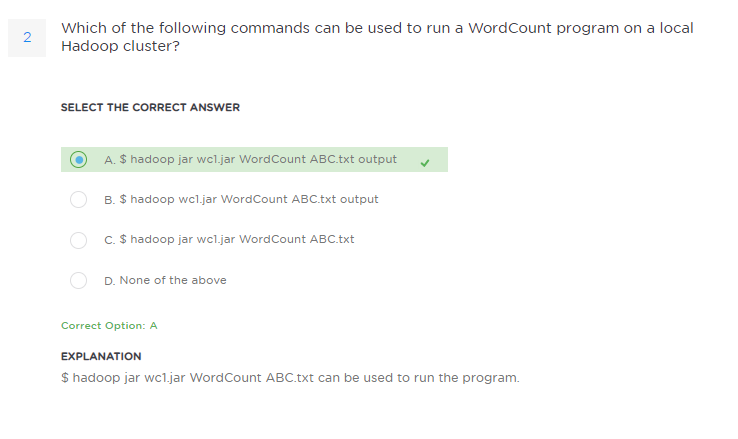 2
Which of the following commands can be used to run a WordCount program on a local
Hadoop cluster?
SELECT THE CORRECT ANSWER
A. $ hadoop jar wc1.jar WordCount ABC.txt output
B. $ hadoop wc1.jar WordCount ABC.txt output
C. $ hadoop jar wc1.jar WordCount ABC.txt
D. None of the above
Correct Option: A
EXPLANATION
$ hadoop jar wc1.jar WordCount ABC.txt can be used to run the program.